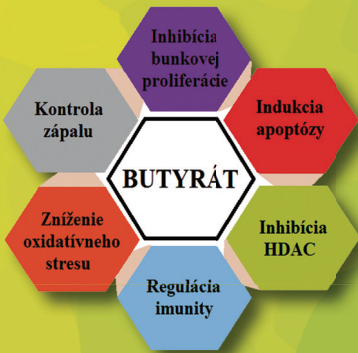 Inhibícia
bunkovej
proliferácie
Indukcia
apoptózy
Inhibícia
HDAC
Regulácia
imunity
Zníženie
oxidatívneho
stresu
Kontrola
zápalu
BUTYRÁT